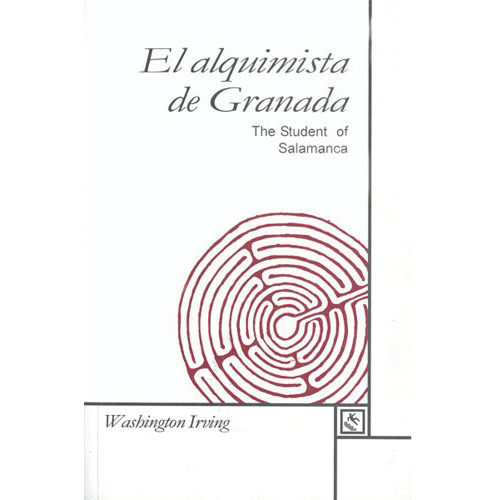 El alquimista
de Granada
The Student of
Salamanca
Washington Irving